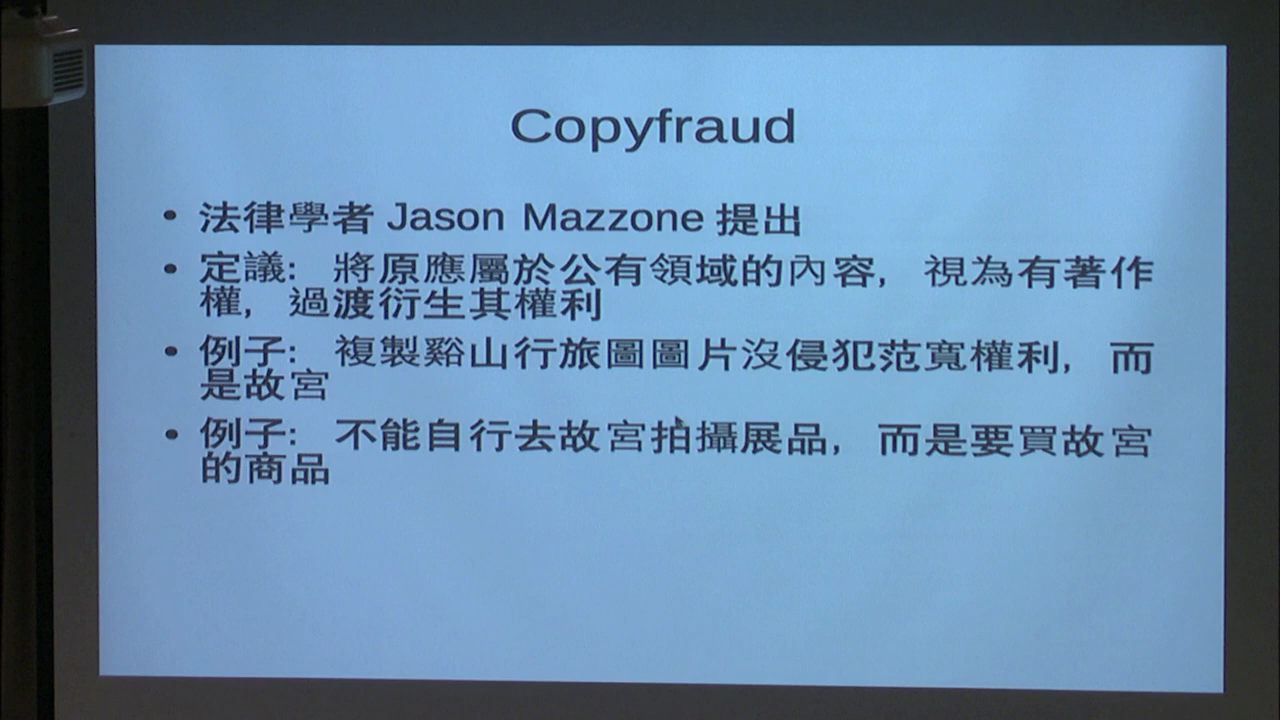 Copyfraud
• 法律學者 Jason Mazzone 提出
• 定議: 將原應屬於公有領域的內容, 視為有著作
權, 過渡衍生其權利
• 例子: 複製谿山行旅圖圖片沒侵犯范寬權利, 而
是故宮
• 例子: 不能自行去故宮拍攝展品, 而是要買故宮
的商品